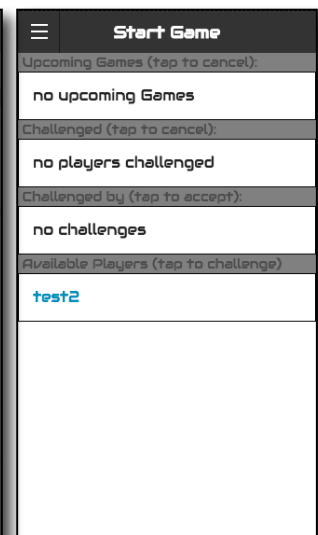 Start Game
Upcoming Games (tap to cancel):
no upcoming Games
Challenged (tap to cancel):
no players challenged
Challenged by (tap to accept):
no challenges
Available Players (tap to challenge)
test2